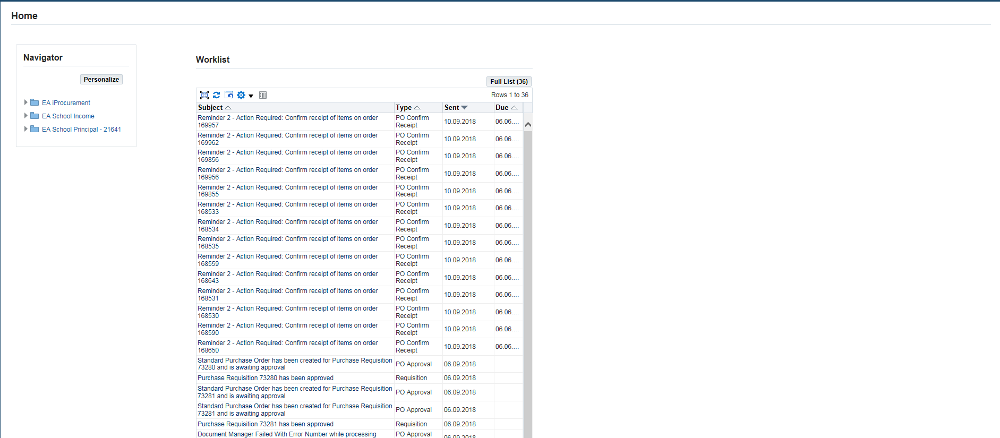 Home
Navigator
Personalize
EA iProcurement
EA School Income
EA School Principal - 21641
Worklist
Full List (36)
Rows 1 to 36
Subject Type Sent Due
Reminder 2 - Action Required: Confirm receipt of items on order
169957
PO Confirm
Receipt
10.09.2018
06.06....
Reminder 2 - Action Required: Confirm receipt of items on order
169962
PO Confirm
Receipt
10.09.2018
06.06....
Reminder 2 - Action Required: Confirm receipt of items on order
169856
PO Confirm
Receipt
10.09.2018
06.06....
Reminder 2 - Action Required: Confirm receipt of items on order
169956
PO Confirm
Receipt
10.09.2018
06.06....
Reminder 2 - Action Required: Confirm receipt of items on order
169855
PO Confirm
Receipt
10.09.2018
06.06....
Reminder 2 - Action Required: Confirm receipt of items on order
168533
PO Confirm
Receipt
10.09.2018
06.06....
Reminder 2 - Action Required: Confirm receipt of items on order
168534
PO Confirm
Receipt
10.09.2018
06.06....
Reminder 2 - Action Required: Confirm receipt of items on order
168535
PO Confirm
Receipt
10.09.2018
06.06....
Reminder 2 - Action Required: Confirm receipt of items on order
168559
PO Confirm
Receipt
10.09.2018
06.06....
Reminder 2 - Action Required: Confirm receipt of items on order
168643
PO Confirm
Receipt
10.09.2018
06.06....
Reminder 2 - Action Required: Confirm receipt of items on order
168531
PO Confirm
Receipt
10.09.2018
06.06....
Reminder 2 - Action Required: Confirm receipt of items on order
168530
PO Confirm
Receipt
10.09.2018
06.06....
Reminder 2 - Action Required: Confirm receipt of items on order
168590
PO Confirm
Receipt
10.09.2018
06.06....
Reminder 2 - Action Required: Confirm receipt of items on order
168650
PO Confirm
Receipt
10.09.2018
06.06....
Standard Purchase Order has been created for Purchase Requisition
73280 and is awaiting approval
PO Approval
06.09.2018
Purchase Requisition 73280 has been approved
Requisition
06.09.2018
Standard Purchase Order has been created for Purchase Requisition
73281 and is awaiting approval
PO Approval
06.09.2018
Standard Purchase Order has been created for Purchase Requisition
73281 and is awaiting approval
PO Approval
06.09.2018
Purchase Requisition 73281 has been approved
Requisition
06.09.2018
Document Manager Failed With Error Number while processing
PO Approval
06.09.2018